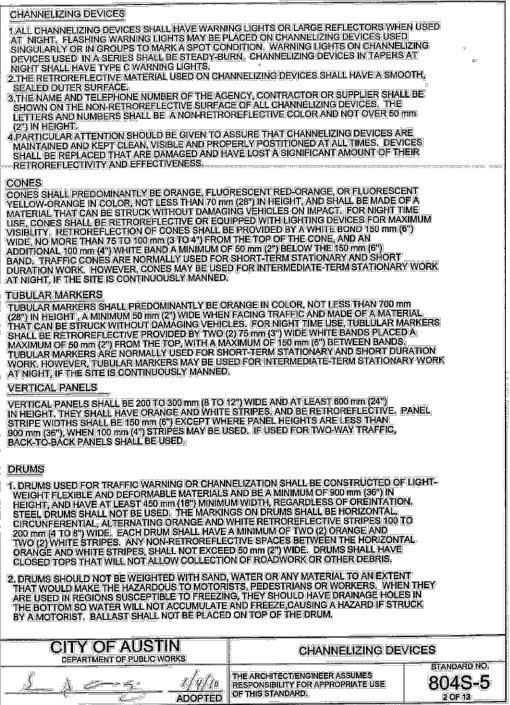 CHANNELIZING DEVICES
1.ALL CHANNELIZING DEVICES SHALL HAVE WARNING LIGHTS OR LARGE REFLECTORS WHEN USED
AT NIGHT. FLASHING WARNING LIGHTS MAY BE PLACED ON CHANNELIZING DEVICES USED
SINGULARLY OR IN GROUPS TO MARK A SPOT CONDITION. WARNING LIGHTS ON CHANNELIZING
DEVICES USED IN A SERIES SHALL BE STEADY-BURN. CHANNELIZING DEVICES IN TAPERS AT
NIGHT SHALL HAVE TYPE C WARNING LIGHTS.
2.THE RETROREFLECTIVE MATERIAL USED ON CHANNELIZING DEVICES SHALL HAVE A SMOOTH,
SEALED OUTER SURFACE.
3.THE NAME AND TELEPHONE NUMBER OF THE AGENCY, CONTRACTOR OR SUPPLIER SHALL BE
SHOWN ON THE NON-RETROREFLECTIVE SURFACE OF ALL CHANNELIZING DEVICES. THE
LETTERS AND NUMBERS SHALL BE A NON-RETROREFLECTIVE COLOR AND NOT OVER 50 mm
(2") IN HEIGHT.
4.PARTICULAR ATTENTION SHOULD BE GIVEN TO ASSURE THAT CHANNELIZING DEVICES ARE
MAINTAINED AND KEPT CLEAN, VISIBLE AND PROPERLY POSTITIONED AT ALL TIMES. DEVICES
SHALL BE REPLACED THAT ARE DAMAGED AND HAVE LOST A SIGNIFICANT AMOUNT OF THEIR
RETROREFLECTIVITY AND EFFECTIVENESS.
CONES
CONES SHALL PREDOMINANTLY BE ORANGE, FLUORESCENT RED-ORANGE, OR FLUORESCENT
YELLOW-ORANGE IN COLOR, NOT LESS THAN 70 mm (28") IN HEIGHT, AND SHALL BE MADE OF A
MATERIAL THAT CAN BE STRUCK WITHOUT DAMAGING VEHICLES ON IMPACT. FOR NIGHT TIME
USE, CONES SHALL BE RETROREFLECTIVE OR EQUIPPED WITH LIGHTING DEVICES FOR MAXIMUM
VISIBLITY. RETROFLECTION OF CONES SHALL BE PROVIDED BY A WHITE BOND 150 mm (6")
WIDE, NO MORE THAN 75 TO 100 mm (3 TO 4") FROM THE TOP OF THE CONE, AND AN
ADDITIONAL 100 mm (4") WHITE BAND A MINIMUM OF 50 mm (2") BELOW THE 150 mm (6")
BAND. TRAFFIC CONES ARE NORMALLY USED FOR SHORT-TERM STATIONARY AND SHORT
DURATION WORK. HOWEVER, CONES MAY BE USED FOR INTERMEDIATE-TERM STATIONARY WORK
AT NIGHT, IF THE SITE IS CONTINUOUSLY MANNED.
TUBULAR MARKERS
TUBULAR MARKERS SHALL PREDOMINANTLY BE ORANGE IN COLOR, NOT LESS THAN 700 mm
(28") IN HEIGHT, A MINIMUM 50 mm (2") WIDE WHEN FACING TRAFFIC AND MADE OF A MATERIAL
THAT CAN BE STRUCK WITHOUT DAMAGING VEHICLES. FOR NIGHT TIME USE, TUBLULAR MARKERS
SHALL BE RETROREFLECTIVE PROVIDED BY TWO (2) 75 mm (3") WIDE WHITE BANDS PLACED A
MAXIMUM OF 50 mm (2") FROM THE TOP, WITH A MAXIMUM OF 150 mm (6") BETWEEN BANDS.
TUBULAR MARKERS ARE NORMALLY USED FOR SHORT-TERM STATIONARY AND SHORT DURATION
WORK. HOWEVER, TUBULAR MARKERS MAY BE USED FOR INTERMEDIATE-TERM STATIONARY WORK
AT NIGHT, IF THE SITE IS CONTINUOUSLY MANNED.
VERTICAL PANELS
VERTICAL PANELS SHALL BE 200 TO 300 mm (8 TO 12") WIDE AND AT LEAST 600 mm (24")
IN HEIGHT. THEY SHALL HAVE ORANGE AND WHITE STRIPES, AND BE RETROREFLECTIVE. PANEL
STRIPE WIDTHS SHALL BE 150 mm (6") EXCEPT WHERE PANEL HEIGHTS ARE LESS THAN
900 mm (36"), WHEN 100 mm (4") STRIPES MAY BE USED. IF USED FOR TWO-WAY TRAFFIC,
BACK-TO-BACK PANELS SHALL BE USED.
DRUMS
1. DRUMS USED FOR TRAFFIC WARNING OR CHANNELIZATION SHALL BE CONSTRUCTED OF LIGHT-
WEIGHT FLEXIBLE AND DEFORMABLE MATERIALS AND BE A MINIMUM OF 900 mm (36") IN
HEIGHT, AND HAVE AT LEAST 450 mm (18") MINIMUM WIDTH, REGARDLESS OF OREINTATION.
STEEL DRUMS SHALL NOT BE USED. THE MARKINGS ON DRUMS SHALL BE HORIZONTAL,
CIRCUNFERENTIAL, ALTERNATING ORANGE AND WHITE RETROREFLECTIVE STRIPES 100 TO
200 mm (4 TO 8") WIDE. EACH DRUM SHALL HAVE A MINIMUM OF TWO (2) ORANGE AND
TWO (2) WHITE STRIPES. ANY NON-RETROREFLECTIVE SPACES BETWEEN THE HORIZONTAL
ORANGE AND WHITE STRIPES, SHALL NOT EXCEED 50 mm (2") WIDE. DRUMS SHALL HAVE
CLOSED TOPS THAT WILL NOT ALLOW COLLECTION OF ROADWORK OR OTHER DEBRIS.
2. DRUMS SHOULD NOT BE WEIGHTED WITH SAND, WATER OR ANY MATERIAL TO AN EXTENT
THAT WOULD MAKE THE HAZARDOUS TO MOTORISTS, PEDESTRIANS OR WORKERS. WHEN THEY
ARE USED IN REGIONS SUSCEPTIBLE TO FREEZING, THEY SHOULD HAVE DRAINAGE HOLES IN
THE BOTTOM SO WATER WILL NOT ACCUMULATE AND FREEZE,CAUSING A HAZARD IF STRUCK
BY A MOTORIST. BALLAST SHALL NOT BE PLACED ON TOP OF THE DRUM.
CITY OF AUSTIN
DEPARTMENT OF PUBLIC WORKS
ADOPTED
CHANNELIZING DEVICES
THE ARCHITECT/ENGINEER ASSUMES
RESPONSIBILITY FOR APPROPRIATE USE
OF THIS STANDARD.
STANDARD NO.
804S-5
2 OF 13